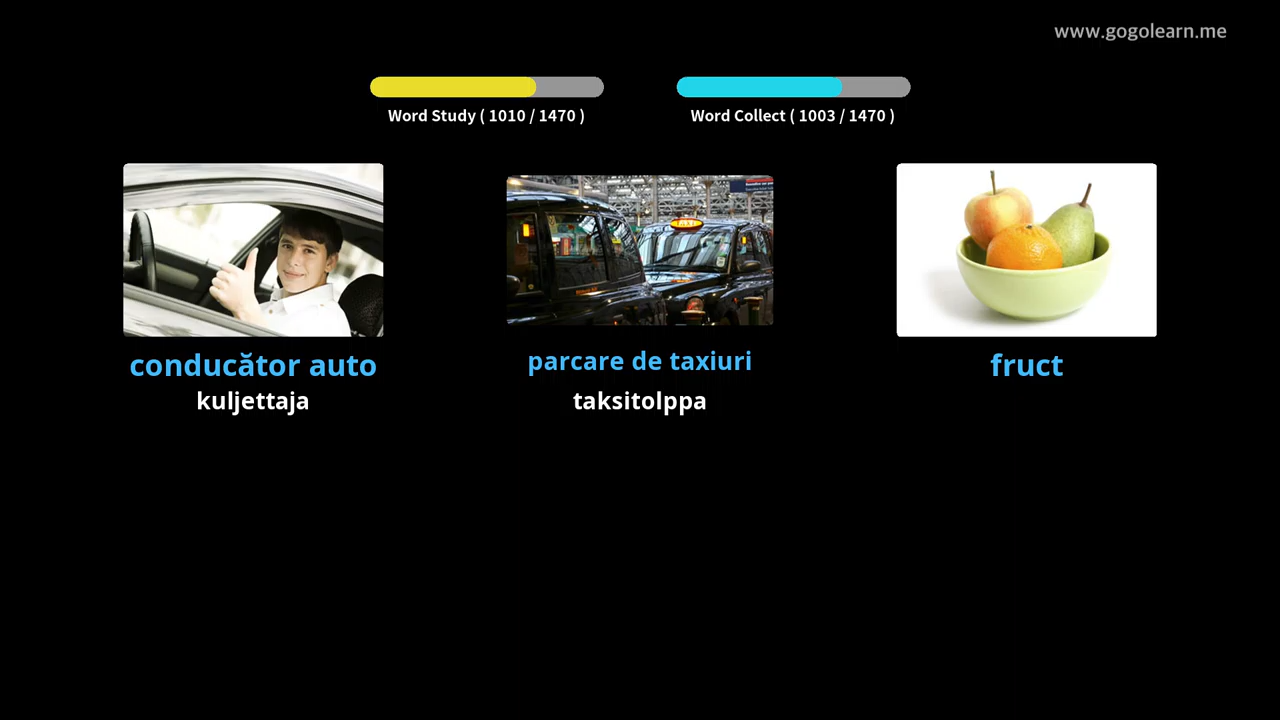 www.gogolearn.me
Word Study ( 1010 / 1470 )
Word Collect ( 1003 / 1470 )
TAXI
conducător auto
parcare de taxiuri
fruct
kuljettaja
taksitolppa